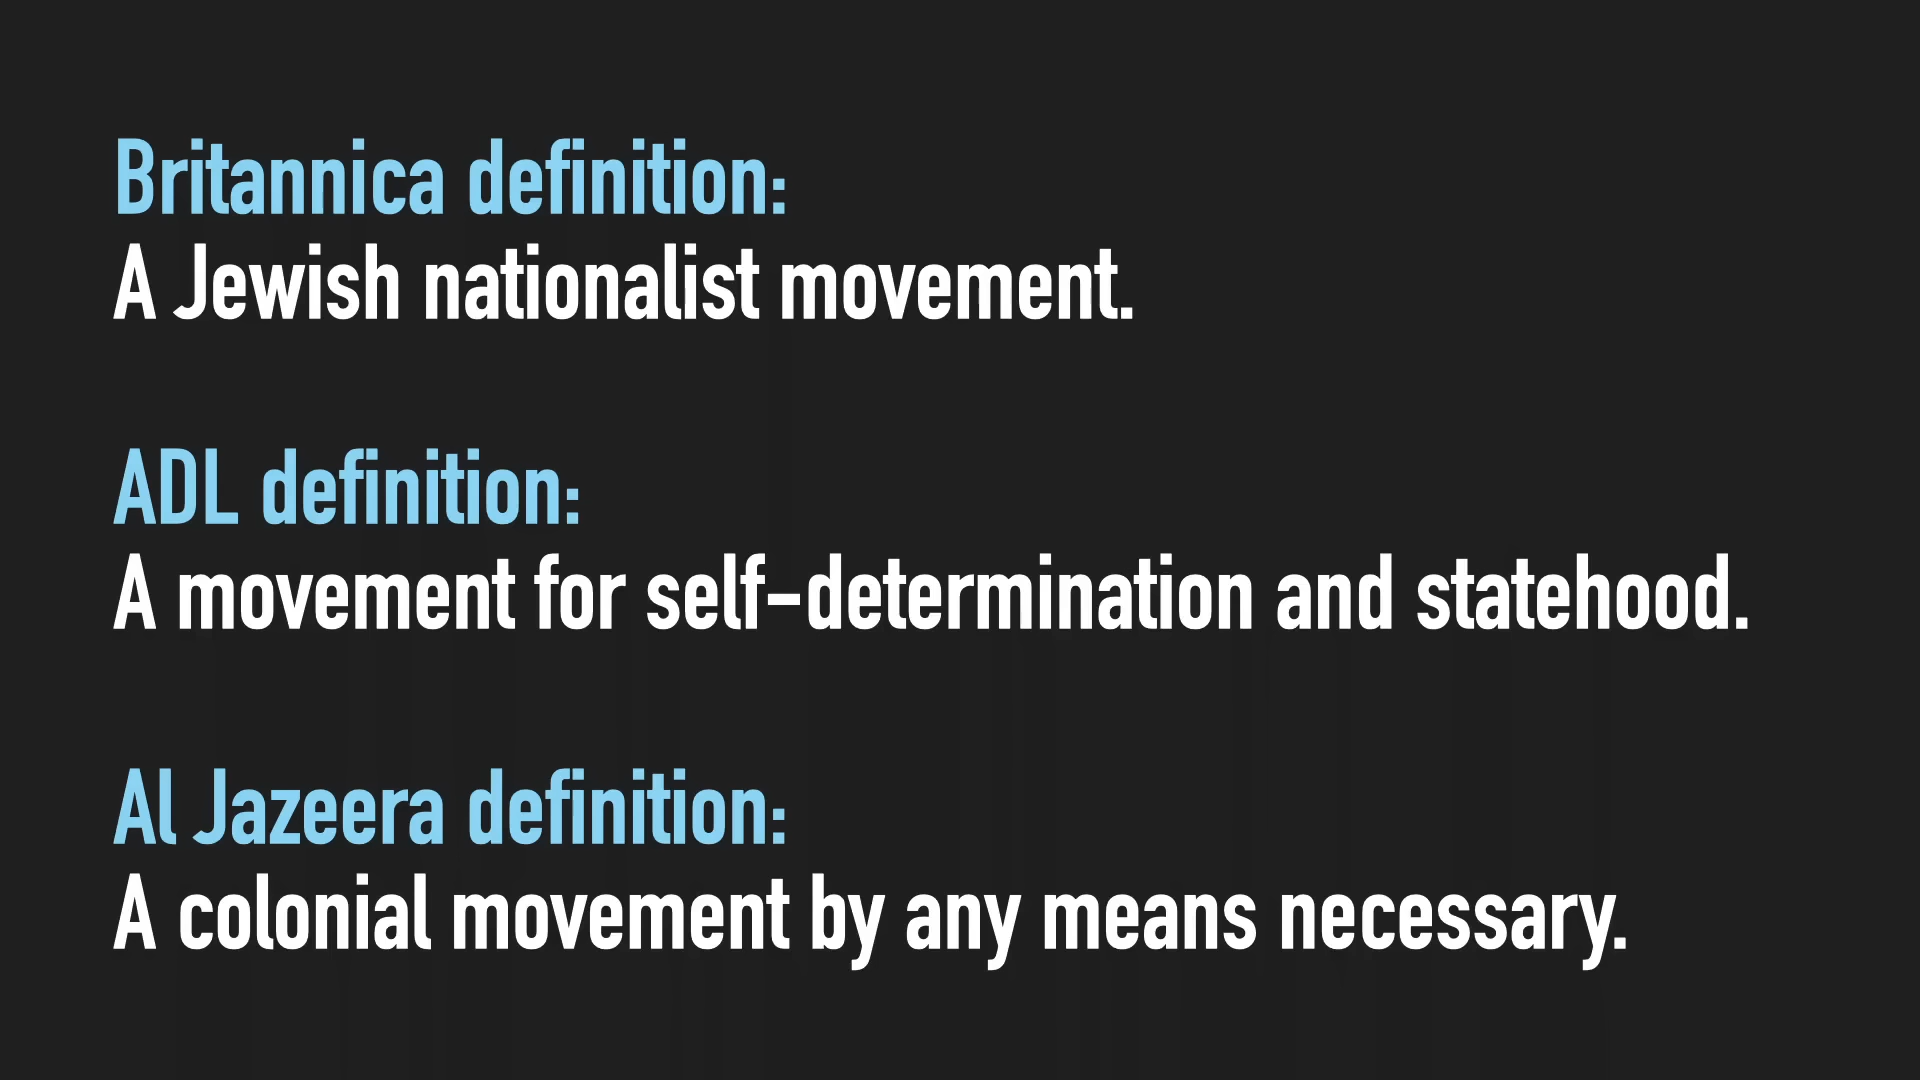 Britannica definition:
A Jewish nationalist movement.
ADL definition:
A movement for self-determination and statehood.
Al Jazeera definition:
A colonial movement by any means necessary.